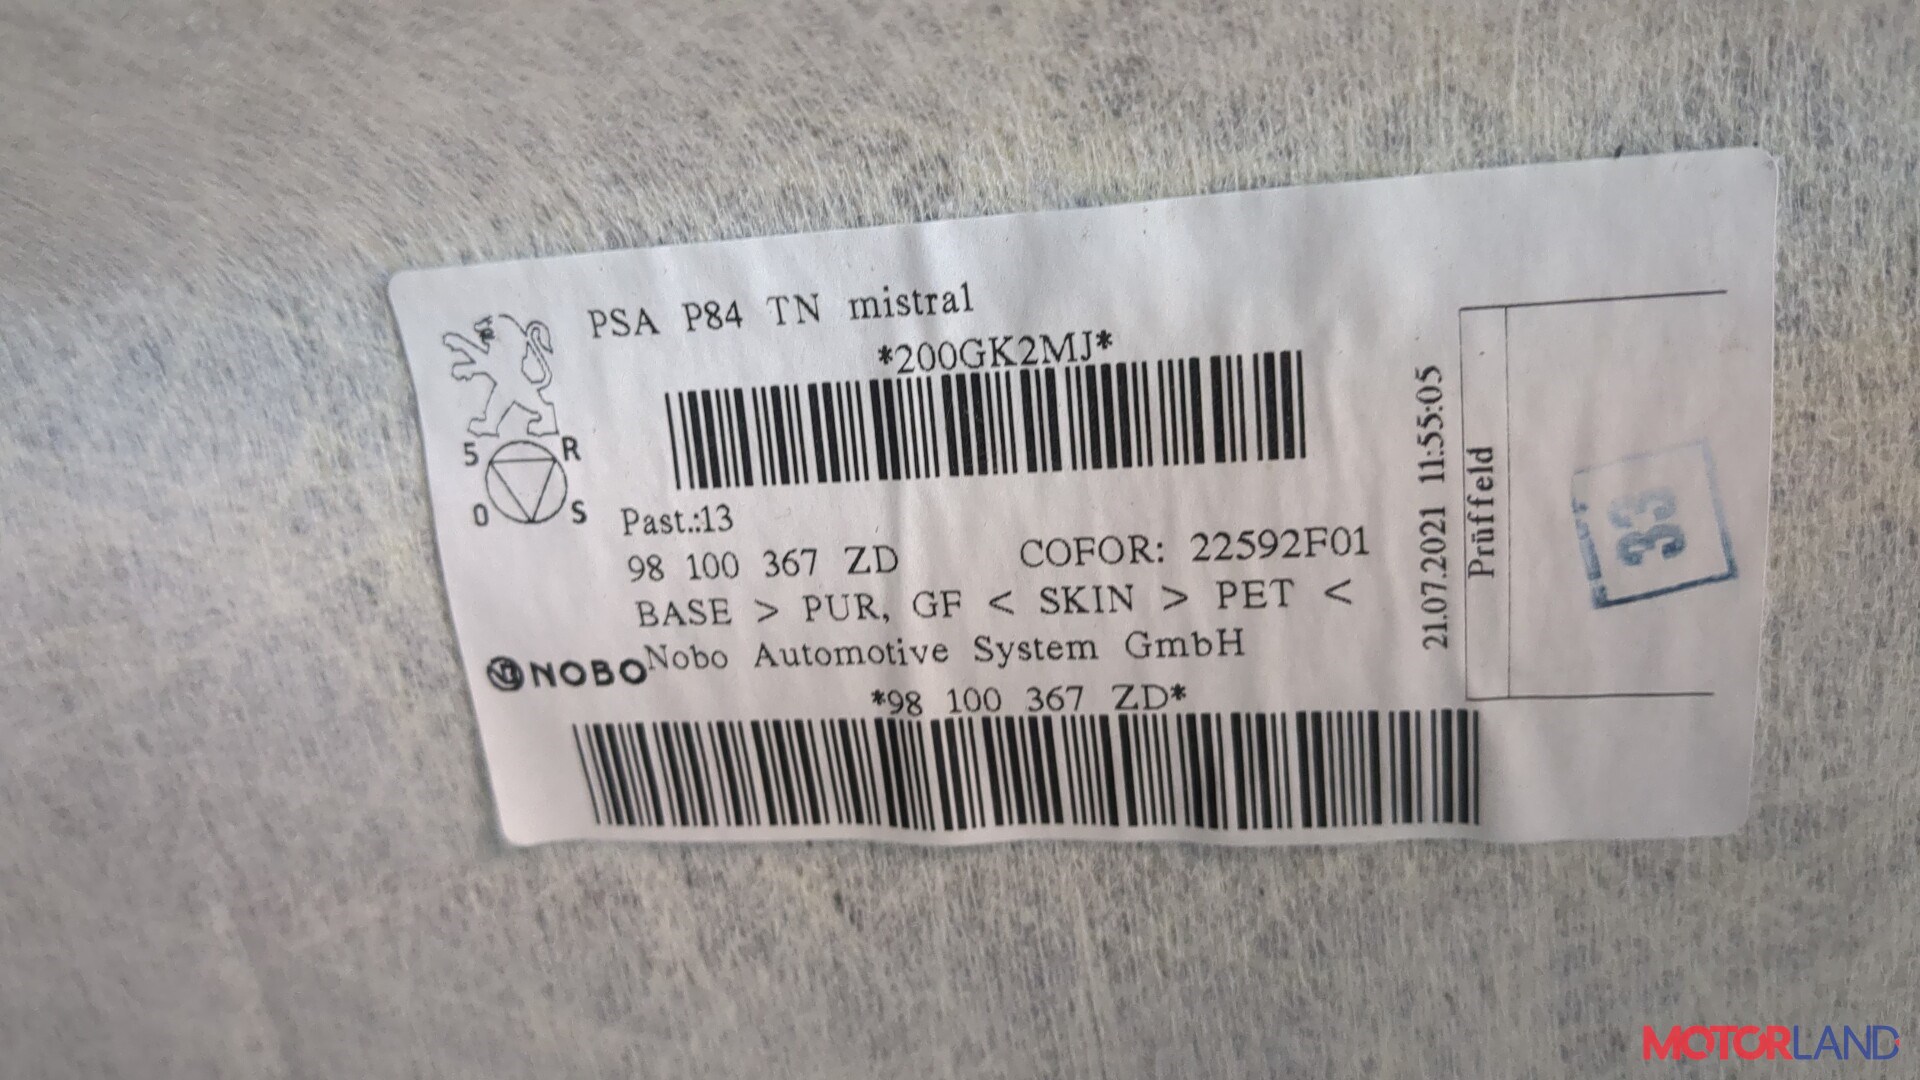 PSA P84 TN mistral
*200GK2MJ*
5 R
0 S
Past.:13
98 100 367 ZD COFOR: 22592F01
BASE > PUR, GF < SKIN > PET <
NOBO Nobo Automotive System GmbH
*98 100 367 ZD*
21.07.2021 11:55:05
Prüffeld
33
MOTORLAND